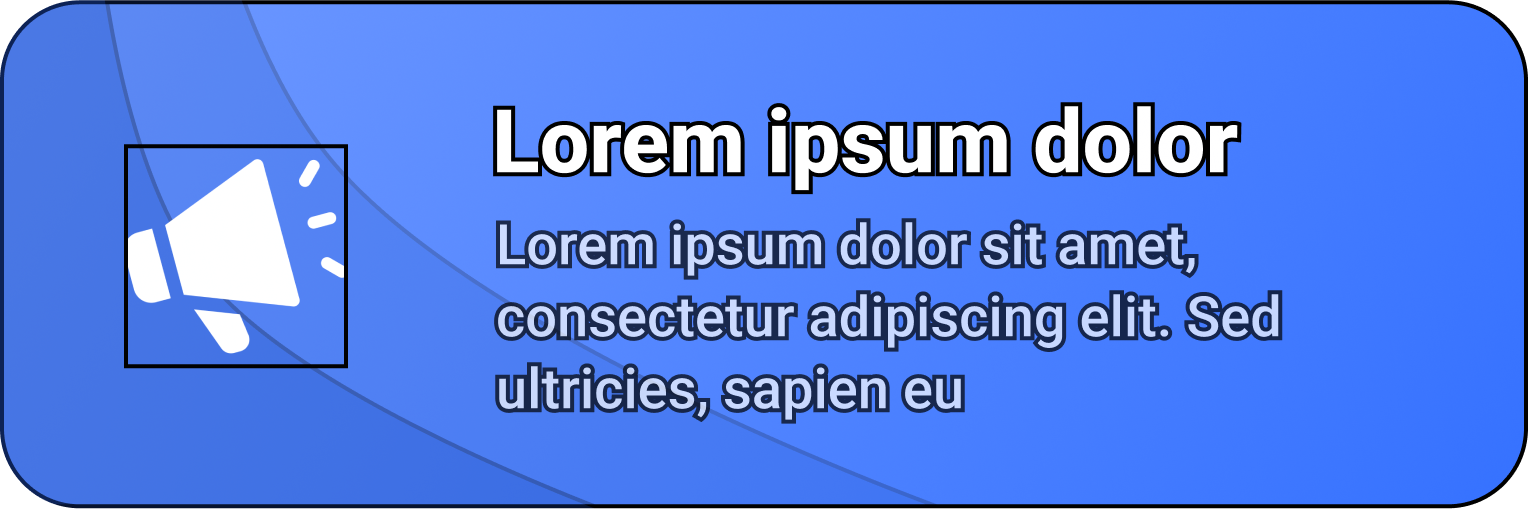 Lorem ipsum dolor
Lorem ipsum dolor sit amet,
consectetur adipiscing elit. Sed
ultricies, sapien eu